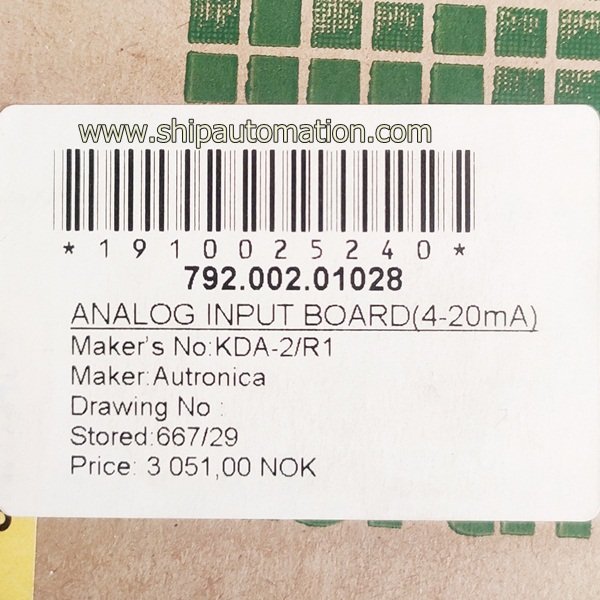 www.shipautomation.com
*1910025240*
792.002.01028
ANALOG INPUT BOARD(4-20mA)
Maker's No:KDA-2/R1
Maker:Autronica
Drawing No :
Stored:667/29
Price: 3 051,00 NOK